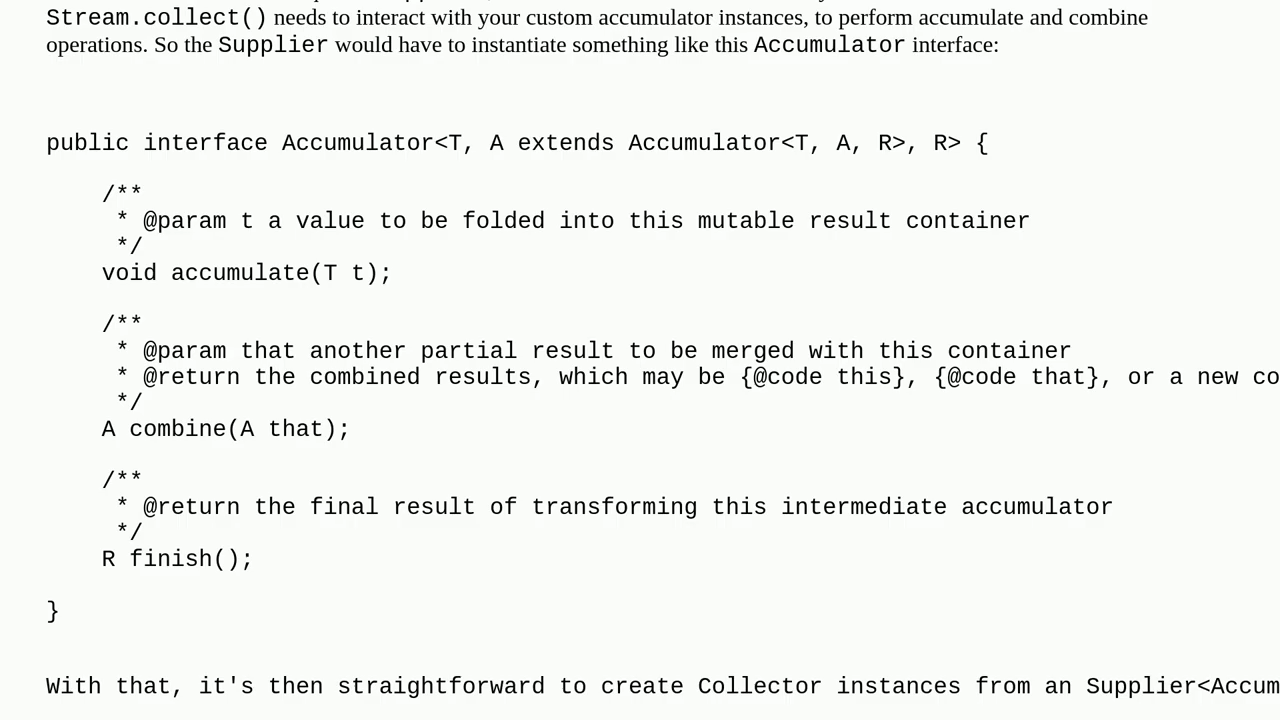 Stream.collect() needs to interact with your custom accumulator instances, to perform accumulate and combine
operations. So the Supplier would have to instantiate something like this Accumulator interface:
public interface Accumulator<T, A extends Accumulator<T, A, R>, R> {
/**
* @param t a value to be folded into this mutable result container
*/
void accumulate(T t);
/**
* @param that another partial result to be merged with this container
* @return the combined results, which may be {@code this}, {@code that}, or a new co
*/
A combine(A that);
/**
* @return the final result of transforming this intermediate accumulator
*/
R finish();
}
With that, it's then straightforward to create Collector instances from an Supplier<Accum